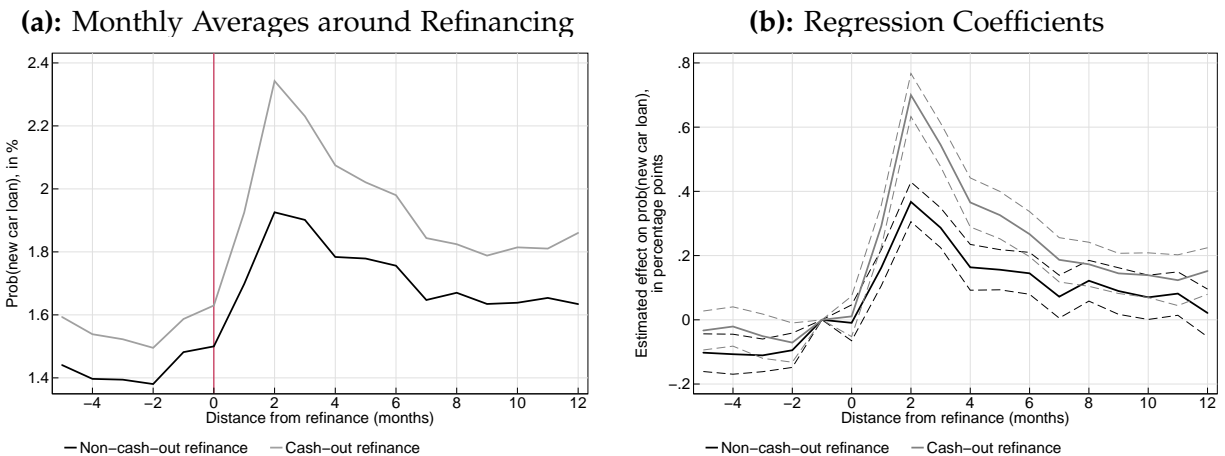 (a): Monthly Averages around Refinancing
Prob(new car loan), in %
2.4
2.2
2
1.8
1.6
1.4
−4 −2 0 2 4 6 8 10 12
Distance from refinance (months)
Non−cash−out refinance Cash−out refinance
(b): Regression Coefficients
Estimated effect on prob(new car loan),
in percentage points
.8
.6
.4
.2
0
−.2
−4 −2 0 2 4 6 8 10 12
Distance from refinance (months)
Non−cash−out refinance Cash−out refinance